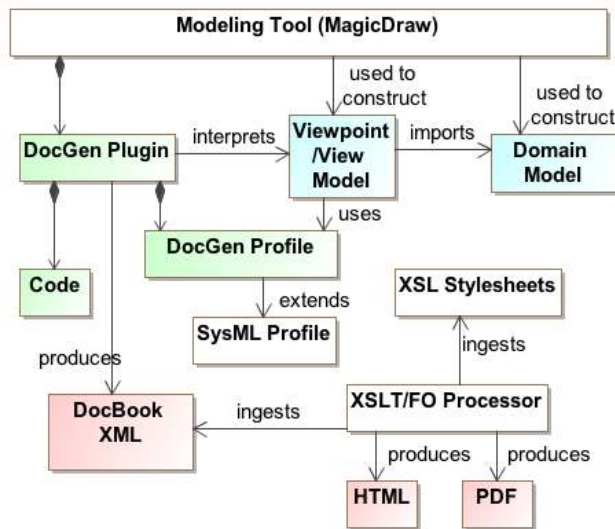 Modeling Tool (MagicDraw)
used to
construct
used to
construct
DocGen Plugin
interprets
Viewpoint
/View
Model
imports
Domain
Model
uses
DocGen Profile
Code
extends
SysML Profile
XSL Stylesheets
ingests
produces
DocBook
XML
ingests
XSLT/FO Processor
produces
produces
HTML
PDF